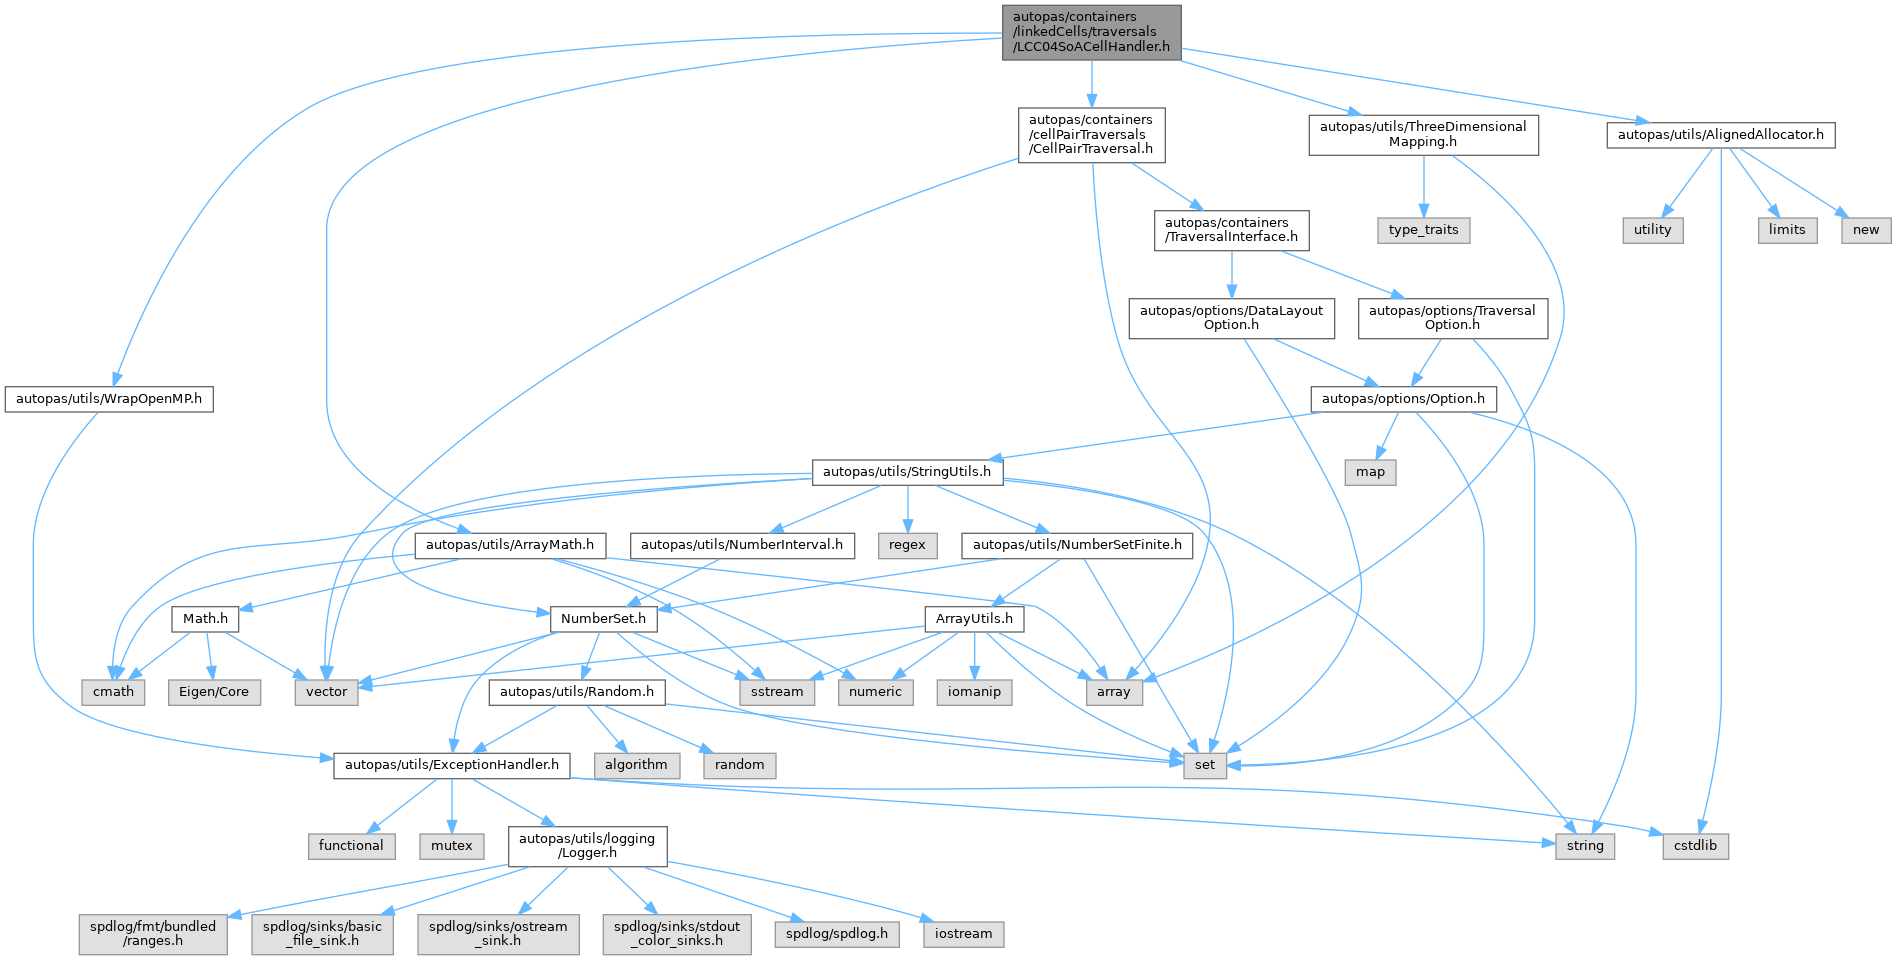 autopas/containers
/linkedCells/traversals
/LCC04SoACellHandler.h
autopas/containers
/cellPairTraversals
/CellPairTraversal.h
autopas/utils/ThreeDimensional
Mapping.h
autopas/utils/AlignedAllocator.h
autopas/containers
/TraversalInterface.h
type_traits
utility
limits
new
autopas/options/DataLayout
Option.h
autopas/options/Traversal
Option.h
autopas/utils/WrapOpenMP.h
autopas/options/Option.h
autopas/utils/StringUtils.h
map
autopas/utils/ArrayMath.h
autopas/utils/NumberInterval.h
regex
autopas/utils/NumberSetFinite.h
Math.h
NumberSet.h
ArrayUtils.h
cmath
Eigen/Core
vector
autopas/utils/Random.h
sstream
numeric
iomanip
array
autopas/utils/ExceptionHandler.h
algorithm
random
set
functional
mutex
autopas/utils/logging
/Logger.h
string
cstdlib
spdlog/fmt/bundled
/ranges.h
spdlog/sinks/basic
_file_sink.h
spdlog/sinks/ostream
_sink.h
spdlog/sinks/stdout
_color_sinks.h
spdlog/spdlog.h
iostream